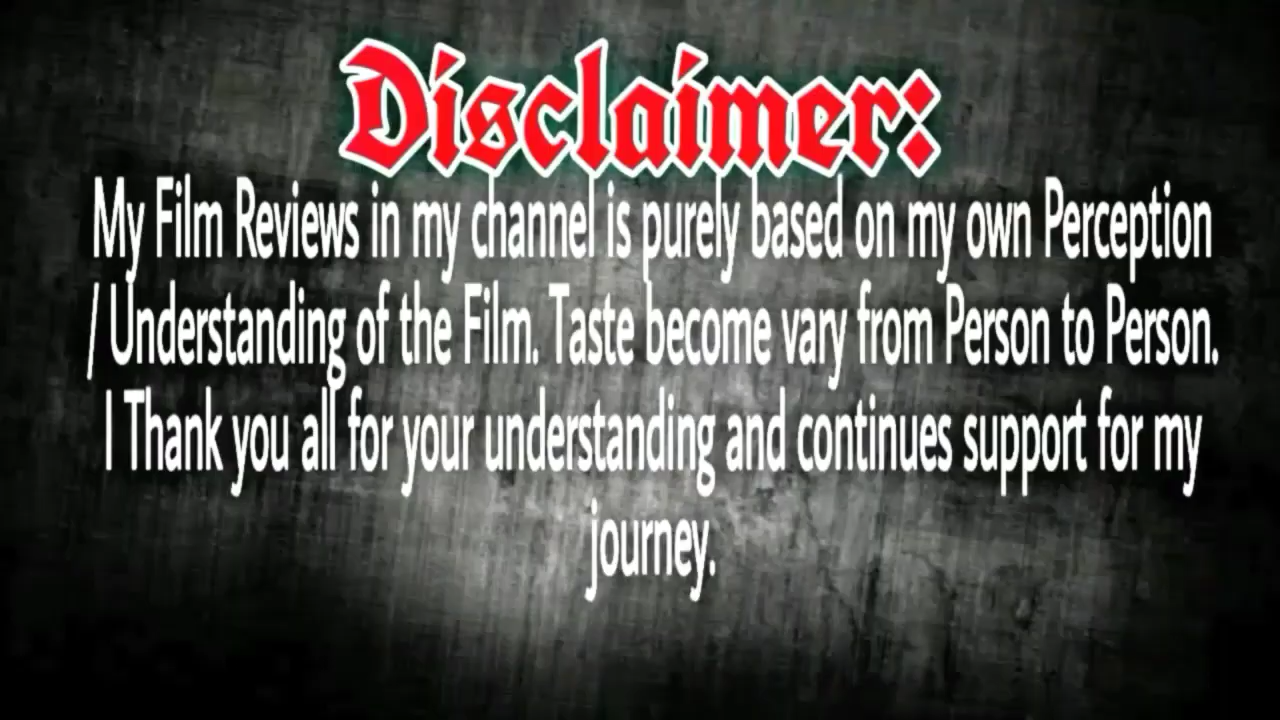 Disclaimer:
My Film Reviews in my channel is purely based on my own Perception
/ Understanding of the Film. Taste become vary from Person to Person.
I Thank you all for your understanding and continues support for my
journey.